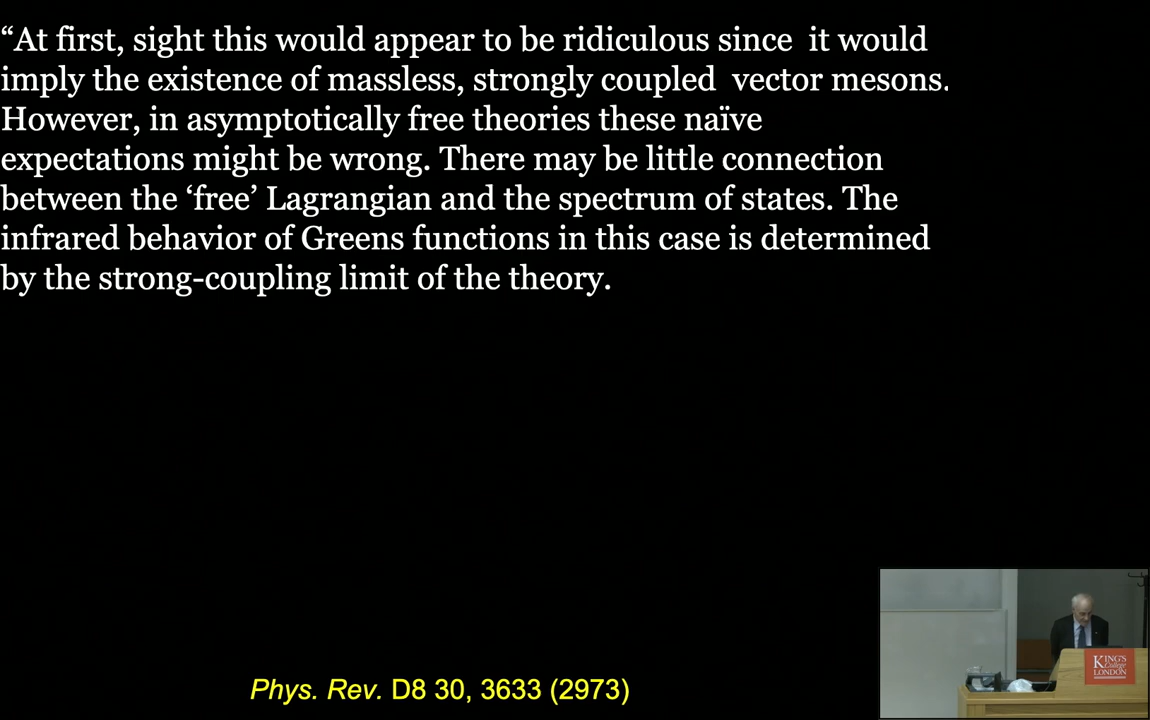 “At first, sight this would appear to be ridiculous since it would
imply the existence of massless, strongly coupled vector mesons.
However, in asymptotically free theories these naïve
expectations might be wrong. There may be little connection
between the ‘free’ Lagrangian and the spectrum of states. The
infrared behavior of Greens functions in this case is determined
by the strong-coupling limit of the theory.
Phys. Rev. D8 30, 3633 (2973)
KING'S
College
LONDON